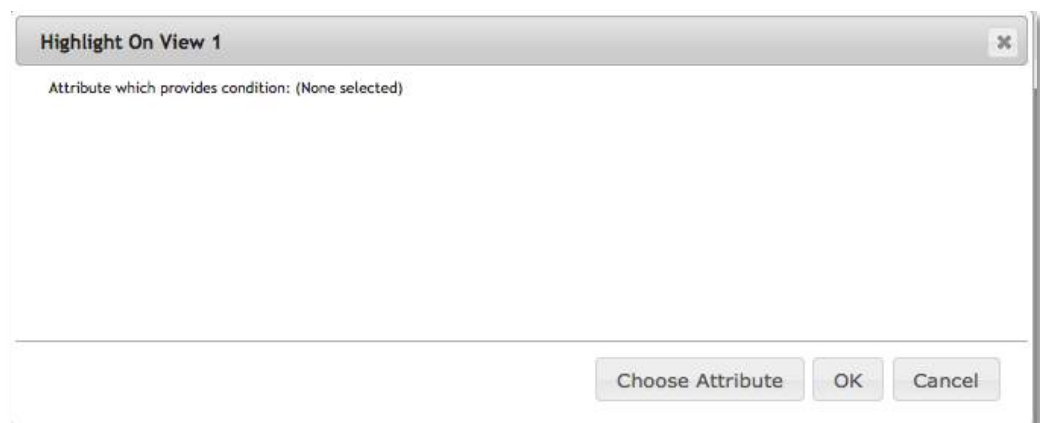 Highlight On View 1
Attribute which provides condition: (None selected)
Choose Attribute OK Cancel